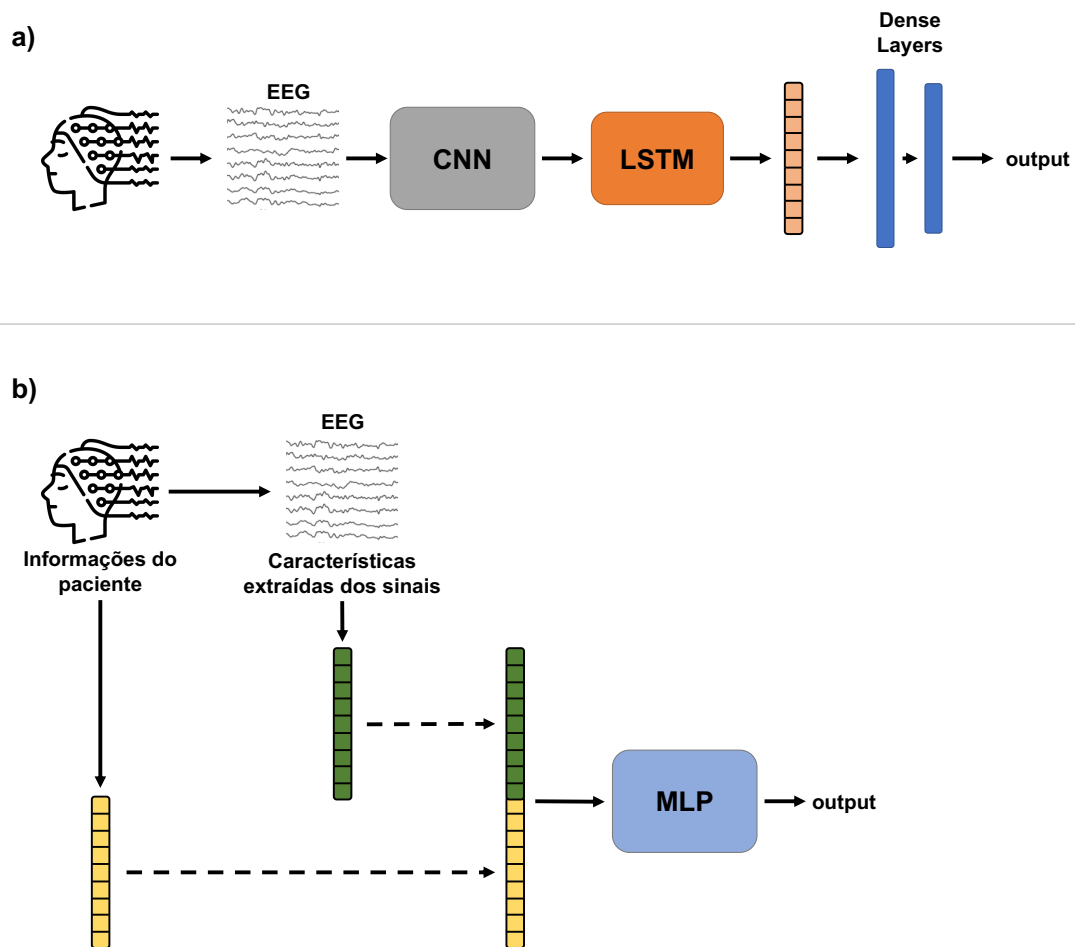 a)
Dense
Layers
EEG
CNN
LSTM
output
b)
EEG
Informações do
paciente
Características
extraídas dos sinais
MLP
output